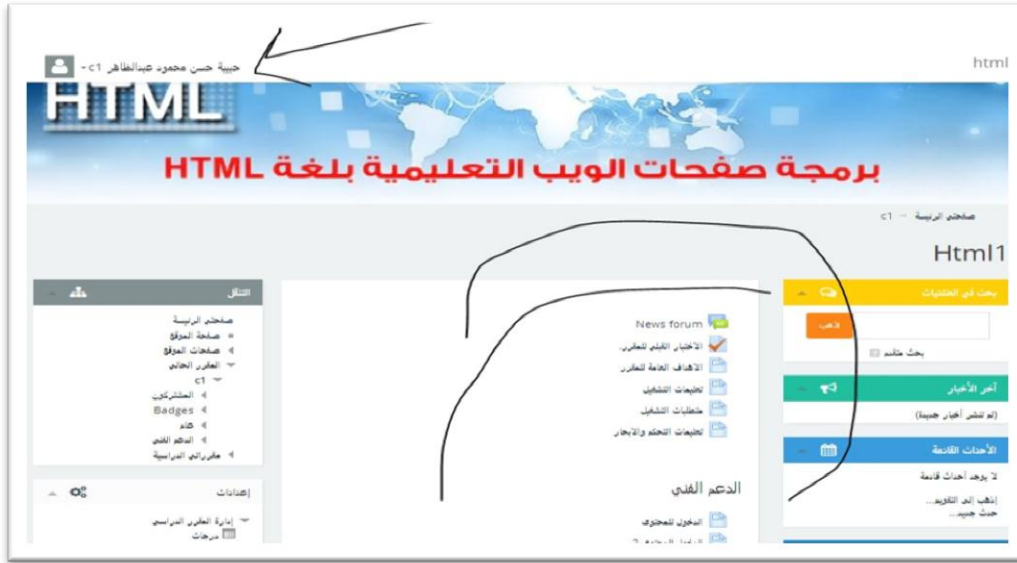 html
حبيبة حسن محمود عبدالظاهر c1
HTML
برمجة صفحات الويب التعليمية بلغة HTML
صفحتي الرئيسة → c1
Html1
بحث في المنتديات
اذهب
بحث متقدم
آخر الأخبار
(لم تنشر أخبار جديدة)
الأحداث القادمة
لا يوجد أحداث قادمة
إذهب إلى التقويم...
حدث جديد...
News forum
الأختبار القبلي للمقرر.
الأهداف العامة للمقرر
تعليمات التشغيل
متطلبات التشغيل
تعليمات التحكم والآبحار
الدعم الفني
الدخول للمحتوى
التنقل
صفحتي الرئيسة
صفحة الموقع
صفحات الموقع
المقرر الحالي
c1
المشتركون
Badges
عام
الدعم الفني
مقرراتي الدراسية
إعدادات
إدارة المقرر الدراسي
درجات